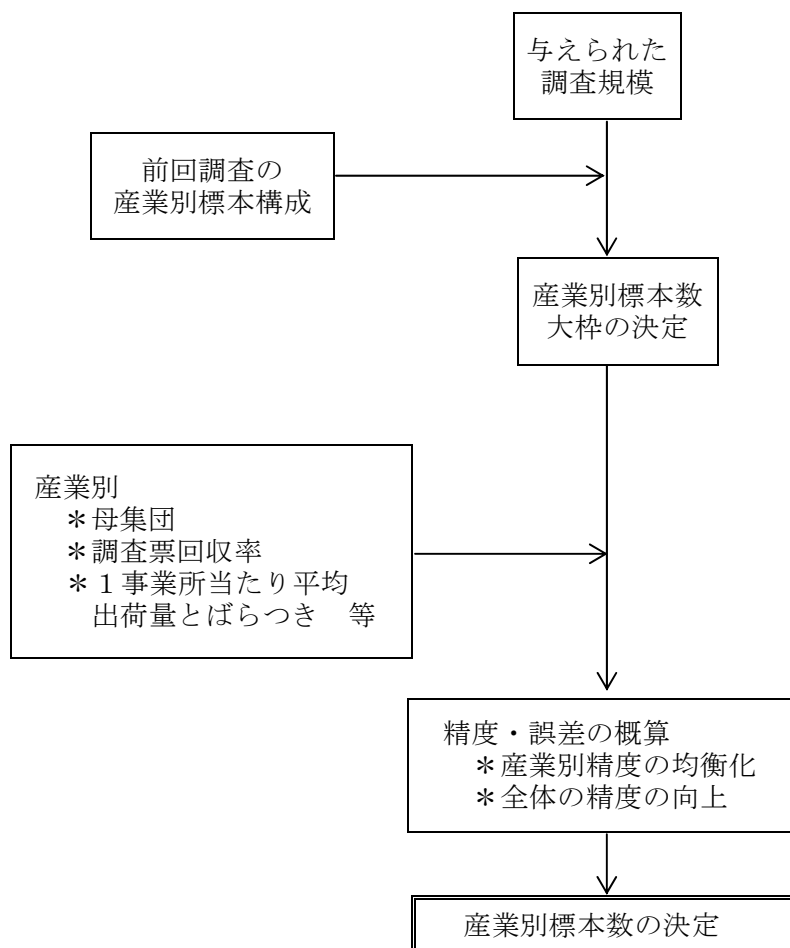 与えられた
調査規模
前回調査の
産業別標本構成
産業別標本数
大枠の決定
産業別
＊母集団
＊調査票回収率
＊１事業所当たり平均
出荷量とばらつき　等
精度・誤差の概算
＊産業別精度の均衡化
＊全体の精度の向上
産業別標本数の決定